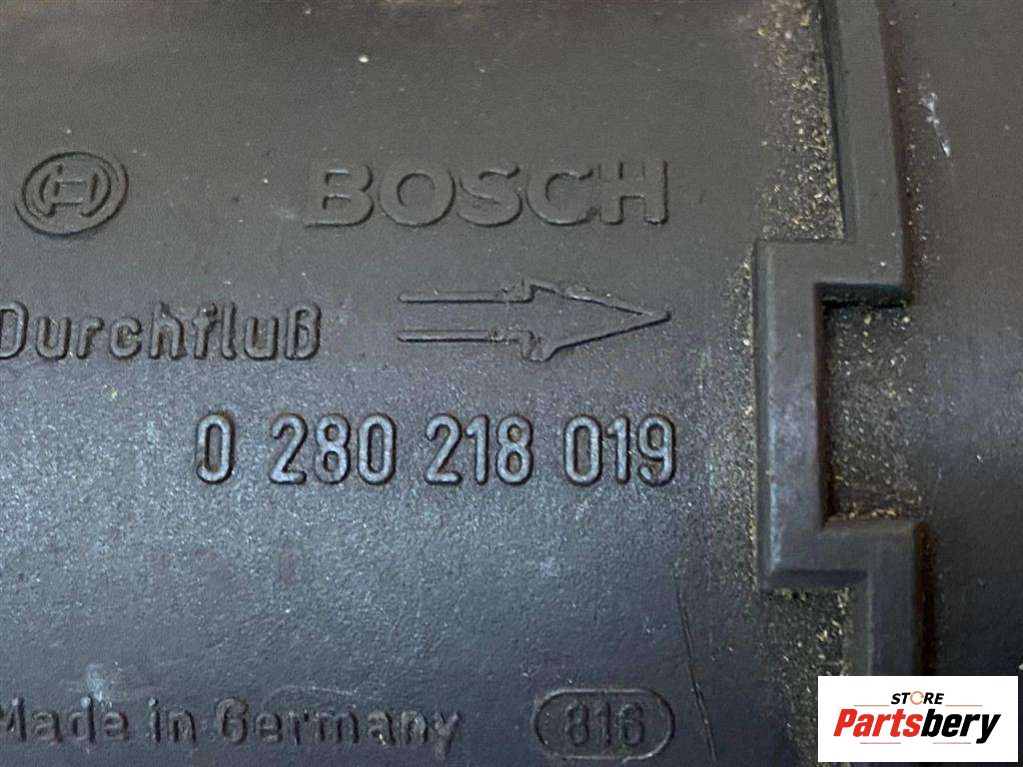 BOSCH
Durchfluß
0 280 218 019
Made in Germany 816
STORE
Partsbery